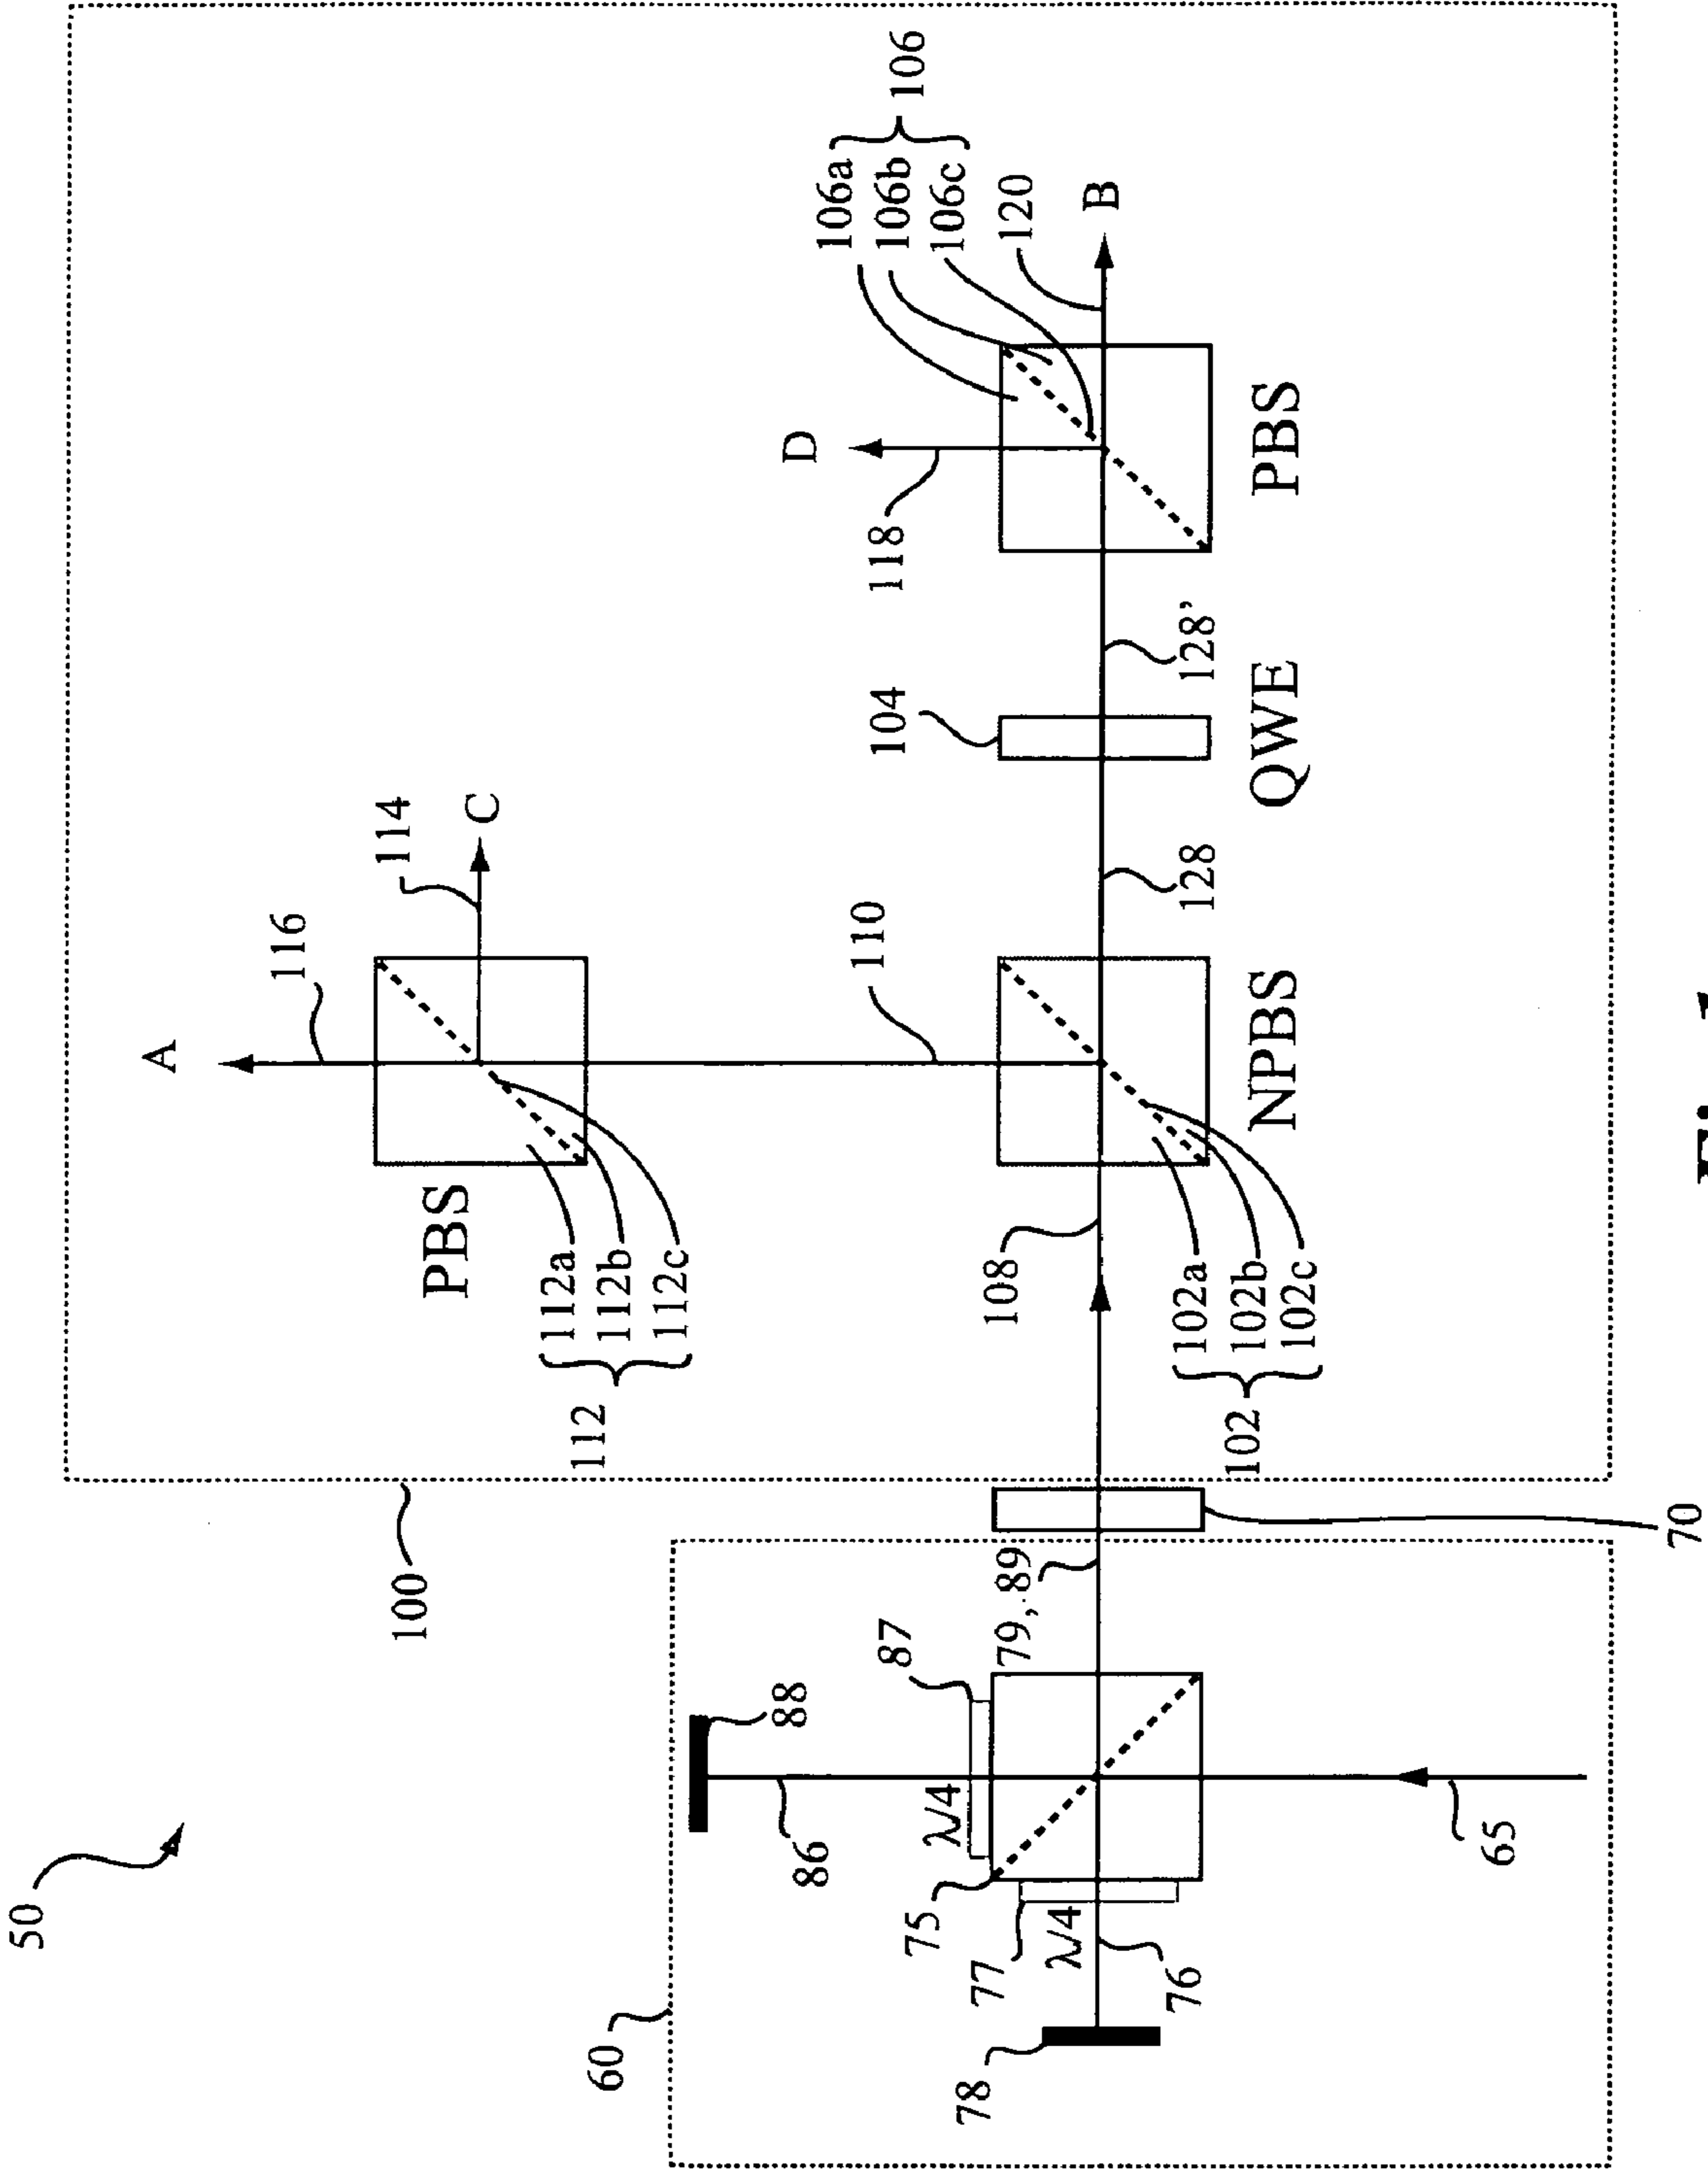 50
100
A
116
114
C
PBS
112a
112b
112c
112
110
D
118
106a
106b
106c
106
120
B
60
88
87
86
λ/4
75
77
λ/4
78
76
65
79, 89
70
108
102a
102b
102c
102
NPBS
128
104
QWE
128'
PBS